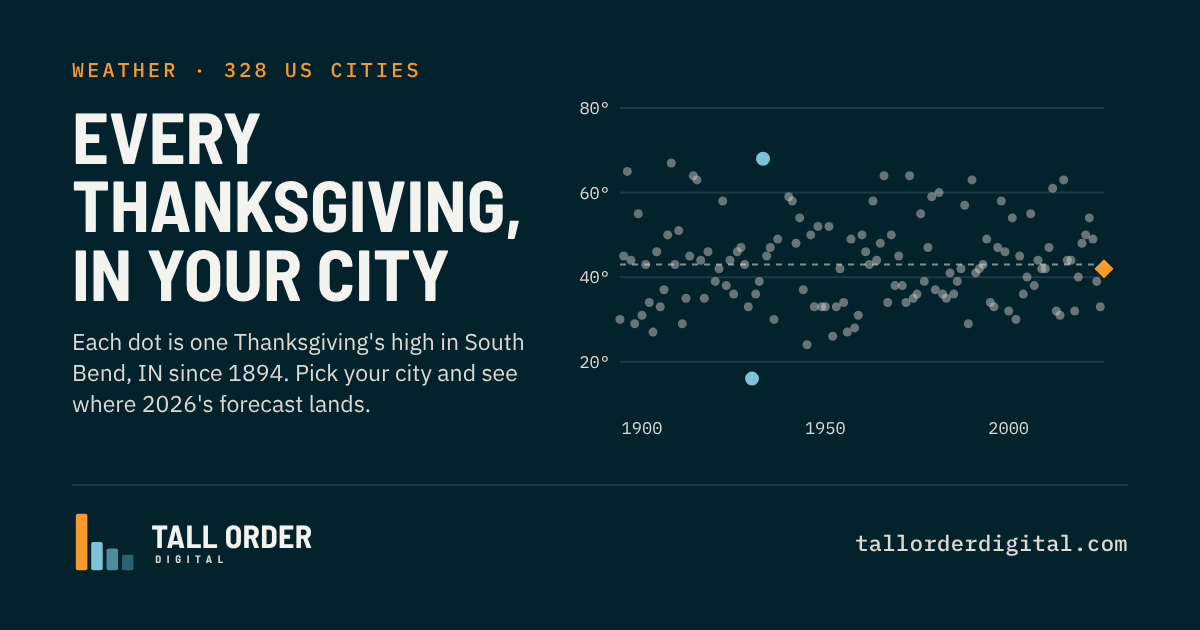 WEATHER · 328 US CITIES
EVERY
THANKSGIVING,
IN YOUR CITY
Each dot is one Thanksgiving's high in South
Bend, IN since 1894. Pick your city and see
where 2026's forecast lands.
80°
60°
40°
20°
1900 1950 2000
TALL ORDER
DIGITAL
tallorderdigital.com